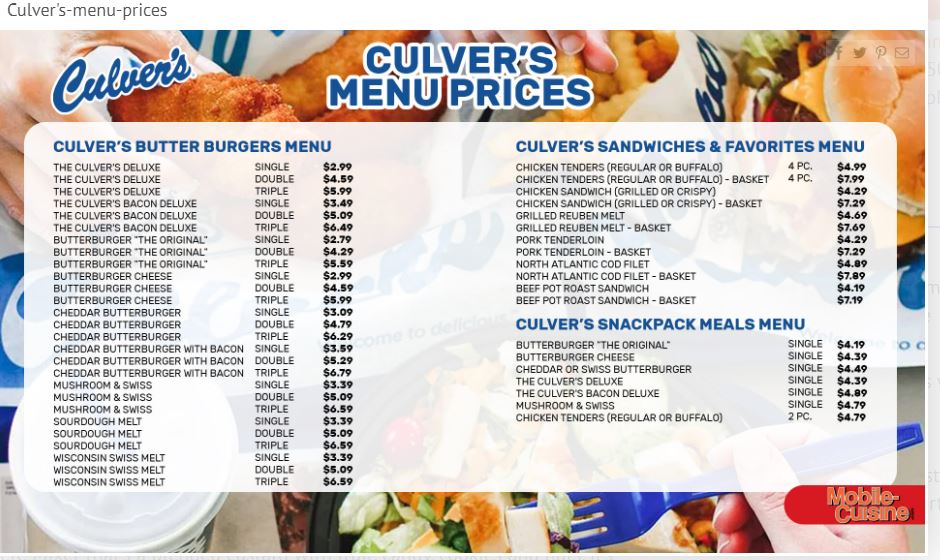 Culver's-menu-prices
Culver's
CULVER'S
MENU PRICES
CULVER'S BUTTER BURGERS MENU
THE CULVER'S DELUXE SINGLE $2.99
THE CULVER'S DELUXE DOUBLE $4.59
THE CULVER'S DELUXE TRIPLE $5.99
THE CULVER'S BACON DELUXE SINGLE $3.49
THE CULVER'S BACON DELUXE DOUBLE $5.09
THE CULVER'S BACON DELUXE TRIPLE $6.49
BUTTERBURGER "THE ORIGINAL" SINGLE $2.79
BUTTERBURGER "THE ORIGINAL" DOUBLE $4.29
BUTTERBURGER "THE ORIGINAL" TRIPLE $5.59
BUTTERBURGER CHEESE SINGLE $2.99
BUTTERBURGER CHEESE DOUBLE $4.59
BUTTERBURGER CHEESE TRIPLE $5.99
CHEDDAR BUTTERBURGER SINGLE $3.09
CHEDDAR BUTTERBURGER DOUBLE $4.79
CHEDDAR BUTTERBURGER TRIPLE $6.29
CHEDDAR BUTTERBURGER WITH BACON SINGLE $3.59
CHEDDAR BUTTERBURGER WITH BACON DOUBLE $5.29
CHEDDAR BUTTERBURGER WITH BACON TRIPLE $6.79
MUSHROOM & SWISS SINGLE $3.39
MUSHROOM & SWISS DOUBLE $5.09
MUSHROOM & SWISS TRIPLE $6.59
SOURDOUGH MELT SINGLE $3.39
SOURDOUGH MELT DOUBLE $5.09
SOURDOUGH MELT TRIPLE $6.59
WISCONSIN SWISS MELT SINGLE $3.39
WISCONSIN SWISS MELT DOUBLE $5.09
WISCONSIN SWISS MELT TRIPLE $6.59
CULVER'S SANDWICHES & FAVORITES MENU
CHICKEN TENDERS (REGULAR OR BUFFALO) 4 PC. $4.99
CHICKEN TENDERS (REGULAR OR BUFFALO) - BASKET 4 PC. $7.99
CHICKEN SANDWICH (GRILLED OR CRISPY) $4.29
CHICKEN SANDWICH (GRILLED OR CRISPY) - BASKET $7.29
GRILLED REUBEN MELT $4.69
GRILLED REUBEN MELT - BASKET $7.69
PORK TENDERLOIN $4.29
PORK TENDERLOIN - BASKET $7.29
NORTH ATLANTIC COD FILET $4.89
NORTH ATLANTIC COD FILET - BASKET $7.89
BEEF POT ROAST SANDWICH $4.19
BEEF POT ROAST SANDWICH - BASKET $7.19
CULVER'S SNACKPACK MEALS MENU
BUTTERBURGER "THE ORIGINAL" SINGLE $4.19
BUTTERBURGER CHEESE SINGLE $4.39
CHEDDAR OR SWISS BUTTERBURGER SINGLE $4.49
THE CULVER'S DELUXE SINGLE $4.39
THE CULVER'S BACON DELUXE SINGLE $4.89
MUSHROOM & SWISS SINGLE $4.79
CHICKEN TENDERS (REGULAR OR BUFFALO) 2 PC. $4.79
Welcome to delicious
Mobile-
Cuisine